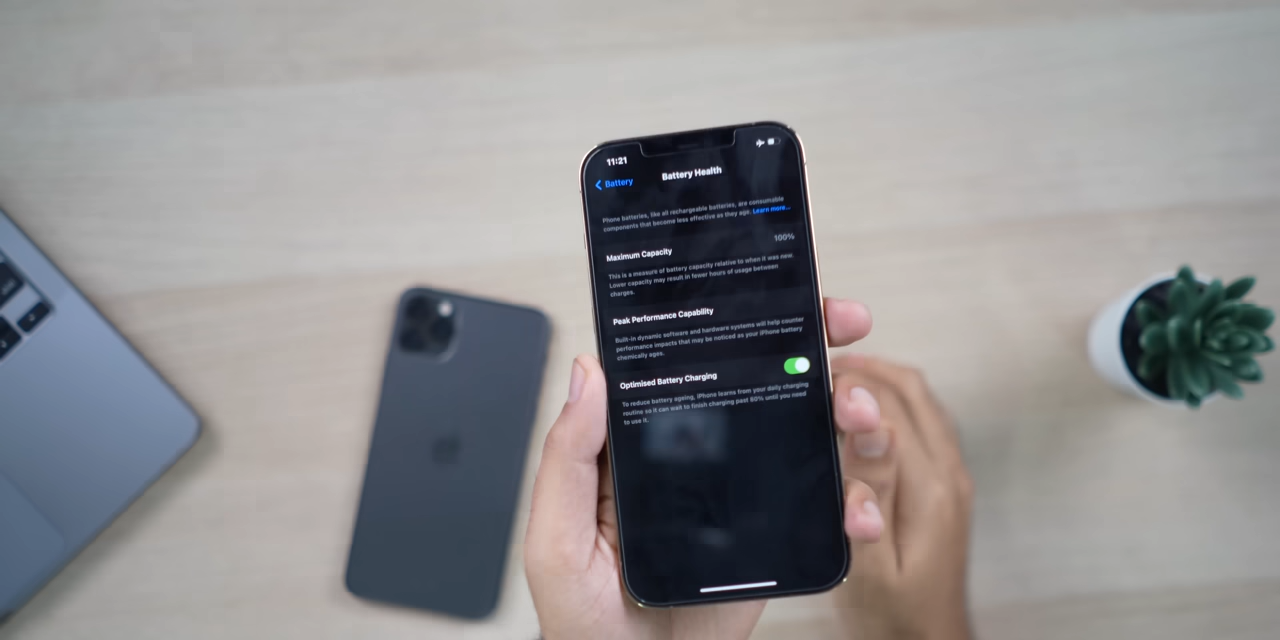 11:21
Battery
Battery Health
Phone batteries, like all rechargeable batteries, are consumable
components that become less effective as they age. Learn more...
Maximum Capacity 100%
This is a measure of battery capacity relative to when it was new.
Lower capacity may result in fewer hours of usage between
charges.
Peak Performance Capability
Built-in dynamic software and hardware systems will help counter
performance impacts that may be noticed as your iPhone battery
chemically ages.
Optimised Battery Charging
To reduce battery ageing, iPhone learns from your daily charging
routine so it can wait to finish charging past 80% until you need
to use it.